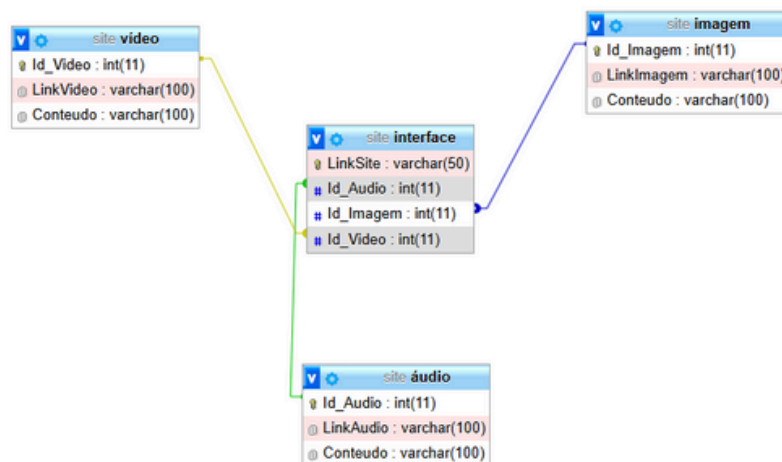 site vídeo
Id_Video : int(11)
LinkVideo : varchar(100)
Conteudo : varchar(100)
site imagem
Id_Imagem : int(11)
LinkImagem : varchar(100)
Conteudo : varchar(100)
site interface
LinkSite : varchar(50)
# Id_Audio : int(11)
# Id_Imagem : int(11)
# Id_Video : int(11)
site áudio
Id_Audio : int(11)
LinkAudio : varchar(100)
Conteudo : varchar(100)